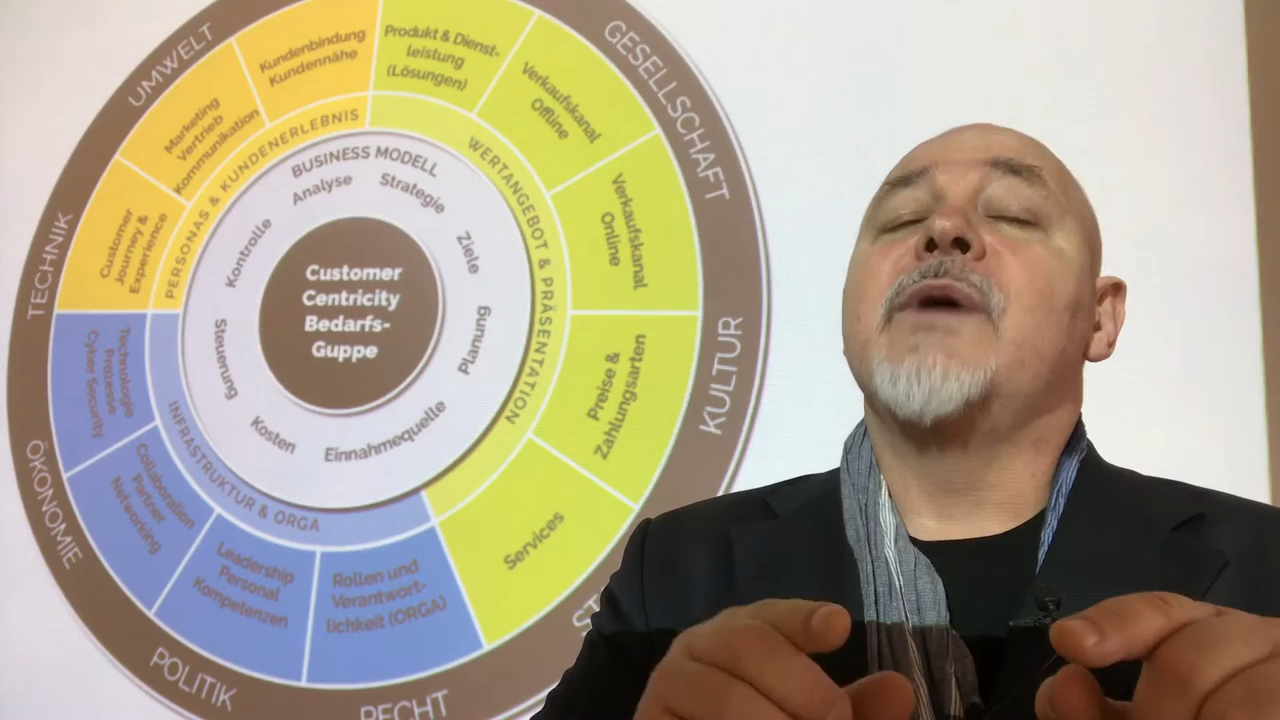 UMWELT
GESELLSCHAFT
KULTUR
RECHT
POLITIK
ÖKONOMIE
TECHNIK
Kundenbindung
Kundennähe
Produkt & Dienst-
leistung
(Lösungen)
Verkaufskanal
Offline
Verkaufskanal
Online
Preise &
Zahlungsarten
Services
Rollen und
Verantwort-
lichkeit (ORGA)
Leadership
Personal
Kompetenzen
Collaboration
Partner
Networking
Technologie
Prozesse
Cyber Security
Customer
Journey &
Experience
Marketing
Vertrieb
Kommunikation
PERSONAS & KUNDENERLEBNIS
WERTANGEBOT & PRÄSENTATION
INFRASTRUKTUR & ORGA
BUSINESS MODELL
Analyse
Strategie
Ziele
Planung
Einnahmequelle
Kosten
Steuerung
Kontrolle
Customer
Centricity
Bedarfs-
Guppe